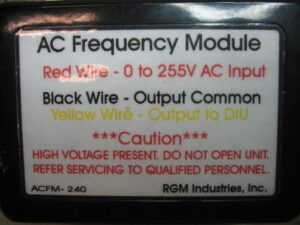 AC Frequency Module
Red Wire - 0 to 255V AC Input
Black Wire - Output Common
Yellow Wire - Output to DIU
***Caution***
HIGH VOLTAGE PRESENT. DO NOT OPEN UNIT.
REFER SERVICING TO QUALIFIED PERSONNEL.
ACFM- 240 RGM Industries, Inc.